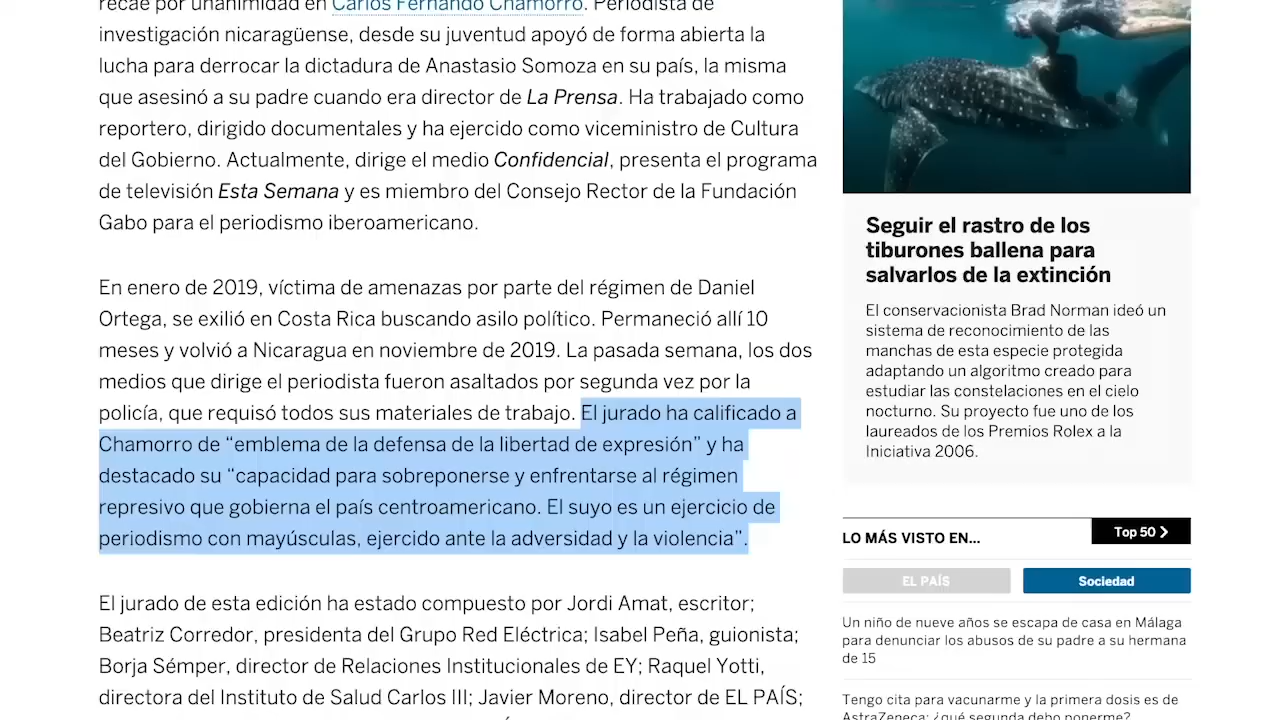 recae por unanimidad en Carlos Fernando Chamorro. Periodista de
investigación nicaragüense, desde su juventud apoyó de forma abierta la
lucha para derrocar la dictadura de Anastasio Somoza en su país, la misma
que asesinó a su padre cuando era director de La Prensa. Ha trabajado como
reportero, dirigido documentales y ha ejercido como viceministro de Cultura
del Gobierno. Actualmente, dirige el medio Confidencial, presenta el programa
de televisión Esta Semana y es miembro del Consejo Rector de la Fundación
Gabo para el periodismo iberoamericano.
En enero de 2019, víctima de amenazas por parte del régimen de Daniel
Ortega, se exilió en Costa Rica buscando asilo político. Permaneció allí 10
meses y volvió a Nicaragua en noviembre de 2019. La pasada semana, los dos
medios que dirige el periodista fueron asaltados por segunda vez por la
policía, que requisó todos sus materiales de trabajo. El jurado ha calificado a
Chamorro de “emblema de la defensa de la libertad de expresión” y ha
destacado su “capacidad para sobreponerse y enfrentarse al régimen
represivo que gobierna el país centroamericano. El suyo es un ejercicio de
periodismo con mayúsculas, ejercido ante la adversidad y la violencia”.
El jurado de esta edición ha estado compuesto por Jordi Amat, escritor;
Beatriz Corredor, presidenta del Grupo Red Eléctrica; Isabel Peña, guionista;
Borja Sémper, director de Relaciones Institucionales de EY; Raquel Yotti,
directora del Instituto de Salud Carlos III; Javier Moreno, director de EL PAÍS;
Seguir el rastro de los
tiburones ballena para
salvarlos de la extinción
El conservacionista Brad Norman ideó un
sistema de reconocimiento de las
manchas de esta especie protegida
adaptando un algoritmo creado para
estudiar las constelaciones en el cielo
nocturno. Su proyecto fue uno de los
laureados de los Premios Rolex a la
Iniciativa 2006.
LO MÁS VISTO EN...
Top 50
EL PAÍS
Sociedad
Un niño de nueve años se escapa de casa en Málaga
para denunciar los abusos de su padre a su hermana
de 15
Tengo cita para vacunarme y la primera dosis es de
AstraZeneca: ¿qué segunda debo ponerme?